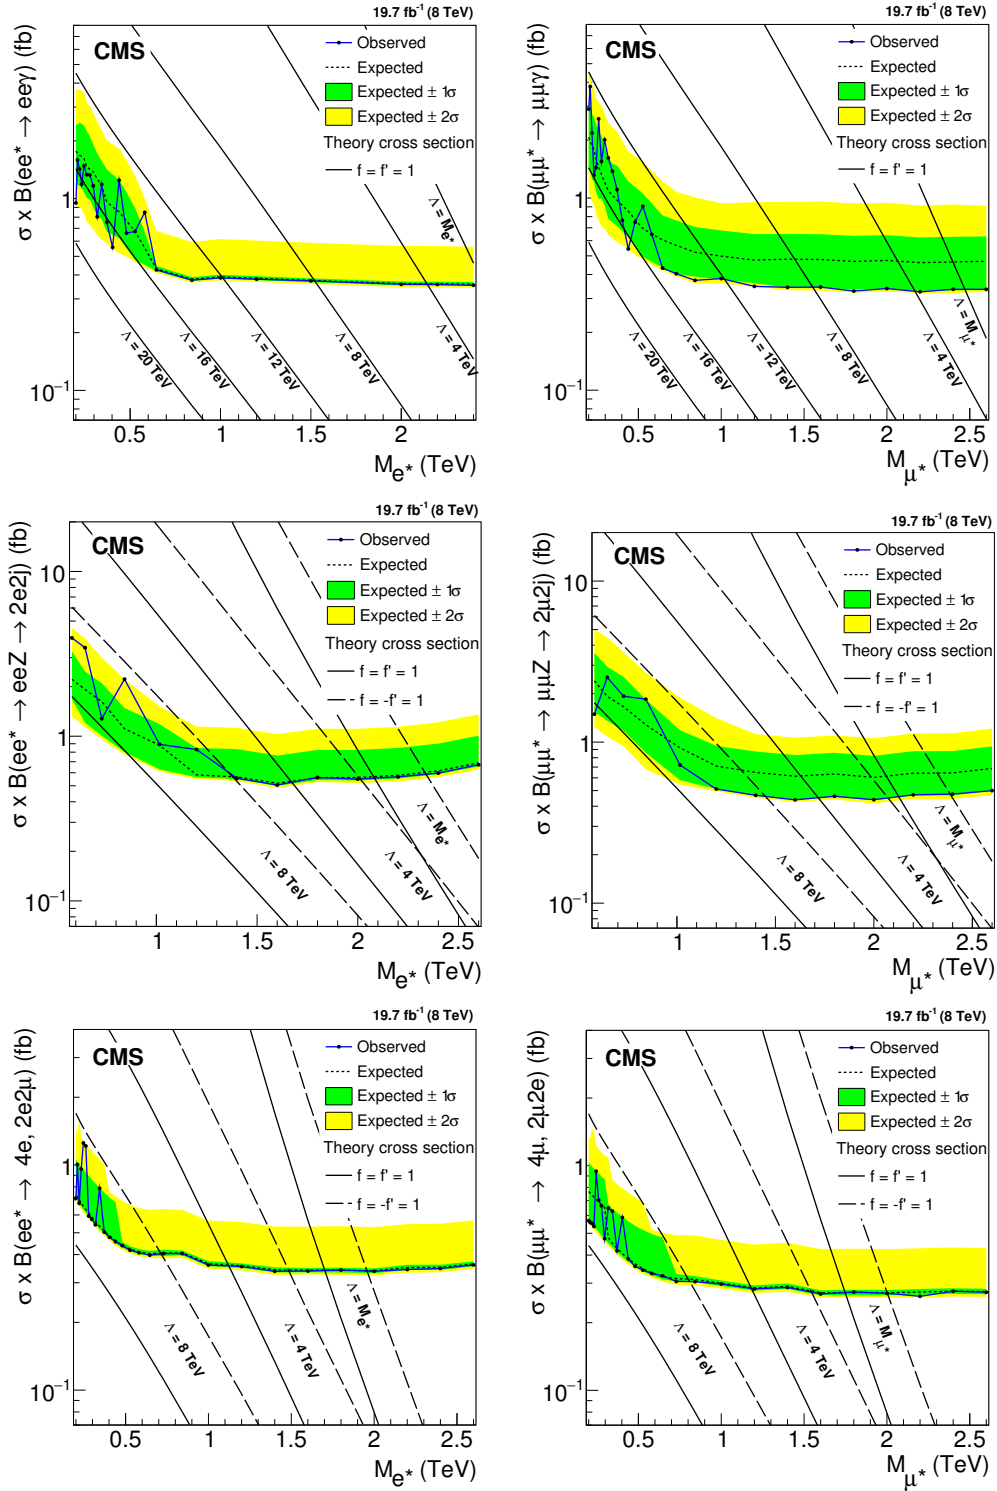 19.7 fb⁻¹ (8 TeV)
CMS
Observed
Expected
Expected ± 1σ
Expected ± 2σ
Theory cross section
f = f' = 1
Λ = M_e*
Λ = 20 TeV
Λ = 16 TeV
Λ = 12 TeV
Λ = 8 TeV
Λ = 4 TeV
1
10⁻¹
0.5 1 1.5 2
M_e* (TeV)
σ x B(ee* → eeγ) (fb)
19.7 fb⁻¹ (8 TeV)
CMS
Observed
Expected
Expected ± 1σ
Expected ± 2σ
Theory cross section
f = f' = 1
Λ = M_μ*
Λ = 20 TeV
Λ = 16 TeV
Λ = 12 TeV
Λ = 8 TeV
Λ = 4 TeV
1
10⁻¹
0.5 1 1.5 2 2.5
M_μ* (TeV)
σ x B(μμ* → μμγ) (fb)
19.7 fb⁻¹ (8 TeV)
CMS
Observed
Expected
Expected ± 1σ
Expected ± 2σ
Theory cross section
f = f' = 1
f = -f' = 1
Λ = M_e*
Λ = 8 TeV
Λ = 4 TeV
10
1
10⁻¹
1 1.5 2 2.5
M_e* (TeV)
σ x B(ee* → eeZ → 2e2j) (fb)
19.7 fb⁻¹ (8 TeV)
CMS
Observed
Expected
Expected ± 1σ
Expected ± 2σ
Theory cross section
f = f' = 1
f = -f' = 1
Λ = M_μ*
Λ = 8 TeV
Λ = 4 TeV
10
1
10⁻¹
1 1.5 2 2.5
M_μ* (TeV)
σ x B(μμ* → μμZ → 2μ2j) (fb)
19.7 fb⁻¹ (8 TeV)
CMS
Observed
Expected
Expected ± 1σ
Expected ± 2σ
Theory cross section
f = f' = 1
f = -f' = 1
Λ = M_e*
Λ = 8 TeV
Λ = 4 TeV
1
10⁻¹
0.5 1 1.5 2 2.5
M_e* (TeV)
σ x B(ee* → 4e, 2e2μ) (fb)
19.7 fb⁻¹ (8 TeV)
CMS
Observed
Expected
Expected ± 1σ
Expected ± 2σ
Theory cross section
f = f' = 1
f = -f' = 1
Λ = M_μ*
Λ = 8 TeV
Λ = 4 TeV
1
10⁻¹
0.5 1 1.5 2 2.5
M_μ* (TeV)
σ x B(μμ* → 4μ, 2μ2e) (fb)